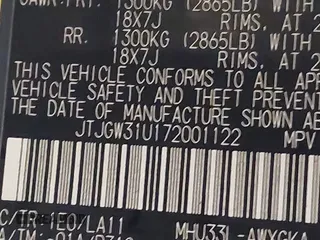 GAWR:FRT. 1300KG (2865LB) WITH
18X7J RIMS, AT 2
RR. 1300KG (2865LB) WITH
18X7J RIMS, AT
THIS VEHICLE CONFORMS TO ALL APP
VEHICLE SAFETY AND THEFT PREVENT
THE DATE OF MANUFACTURE SHOWN AB
JTJGW31U172001122 MPV
C/TR:1E0 /LA11 MHU33L-AWXGKA